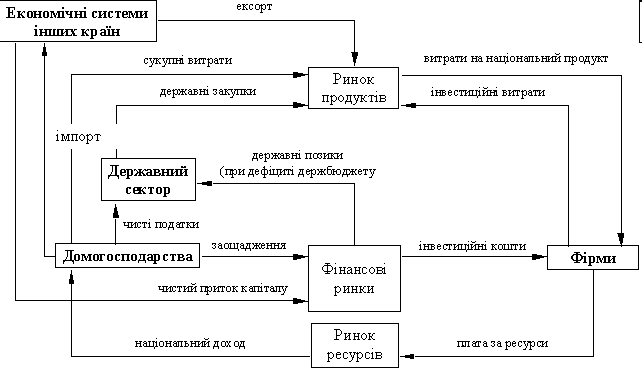 Економічні системи
інших країн
експорт
сукупні витрати
витрати на національний продукт
Ринок
продуктів
державні закупки
інвестиційні витрати
імпорт
державні позики
(при дефіциті держбюджету
Державний
сектор
чисті податки
Домогосподарства
заощадження
Фінансові
ринки
інвестиційні кошти
Фірми
чистий приток капіталу
національний доход
Ринок
ресурсів
плата за ресурси